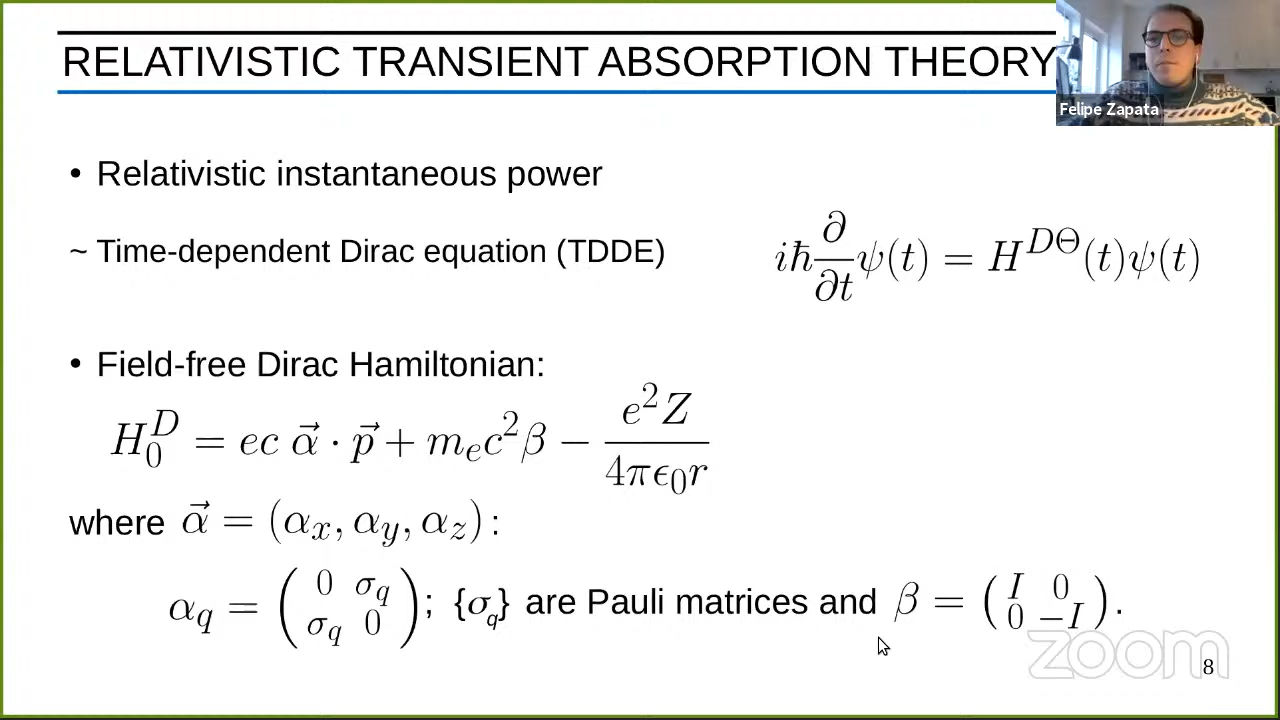 RELATIVISTIC TRANSIENT ABSORPTION THEORY
Felipe Zapata
• Relativistic instantaneous power
~ Time-dependent Dirac equation (TDDE)
iħ ∂/∂t ψ(t) = H^{DΘ}(t)ψ(t)
• Field-free Dirac Hamiltonian:
H_0^D = ec α⃗ · p⃗ + m_e c^2 β − e^2 Z / 4πϵ_0 r
where α⃗ = (α_x, α_y, α_z) :
α_q = ( 0 σ_q ; σ_q 0 ) ; {σ_q} are Pauli matrices and β = ( I 0 ; 0 −I ) .
zoom
8